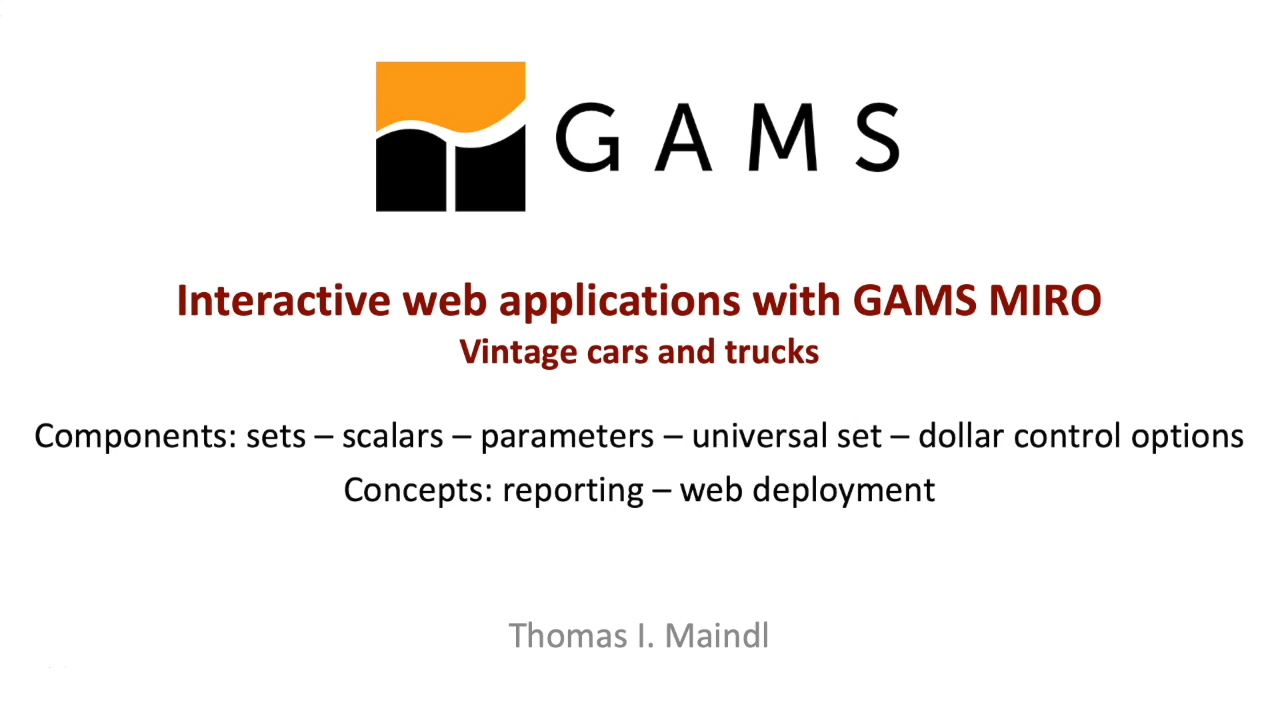 GAMS
Interactive web applications with GAMS MIRO
Vintage cars and trucks
Components: sets – scalars – parameters – universal set – dollar control options
Concepts: reporting – web deployment
Thomas I. Maindl